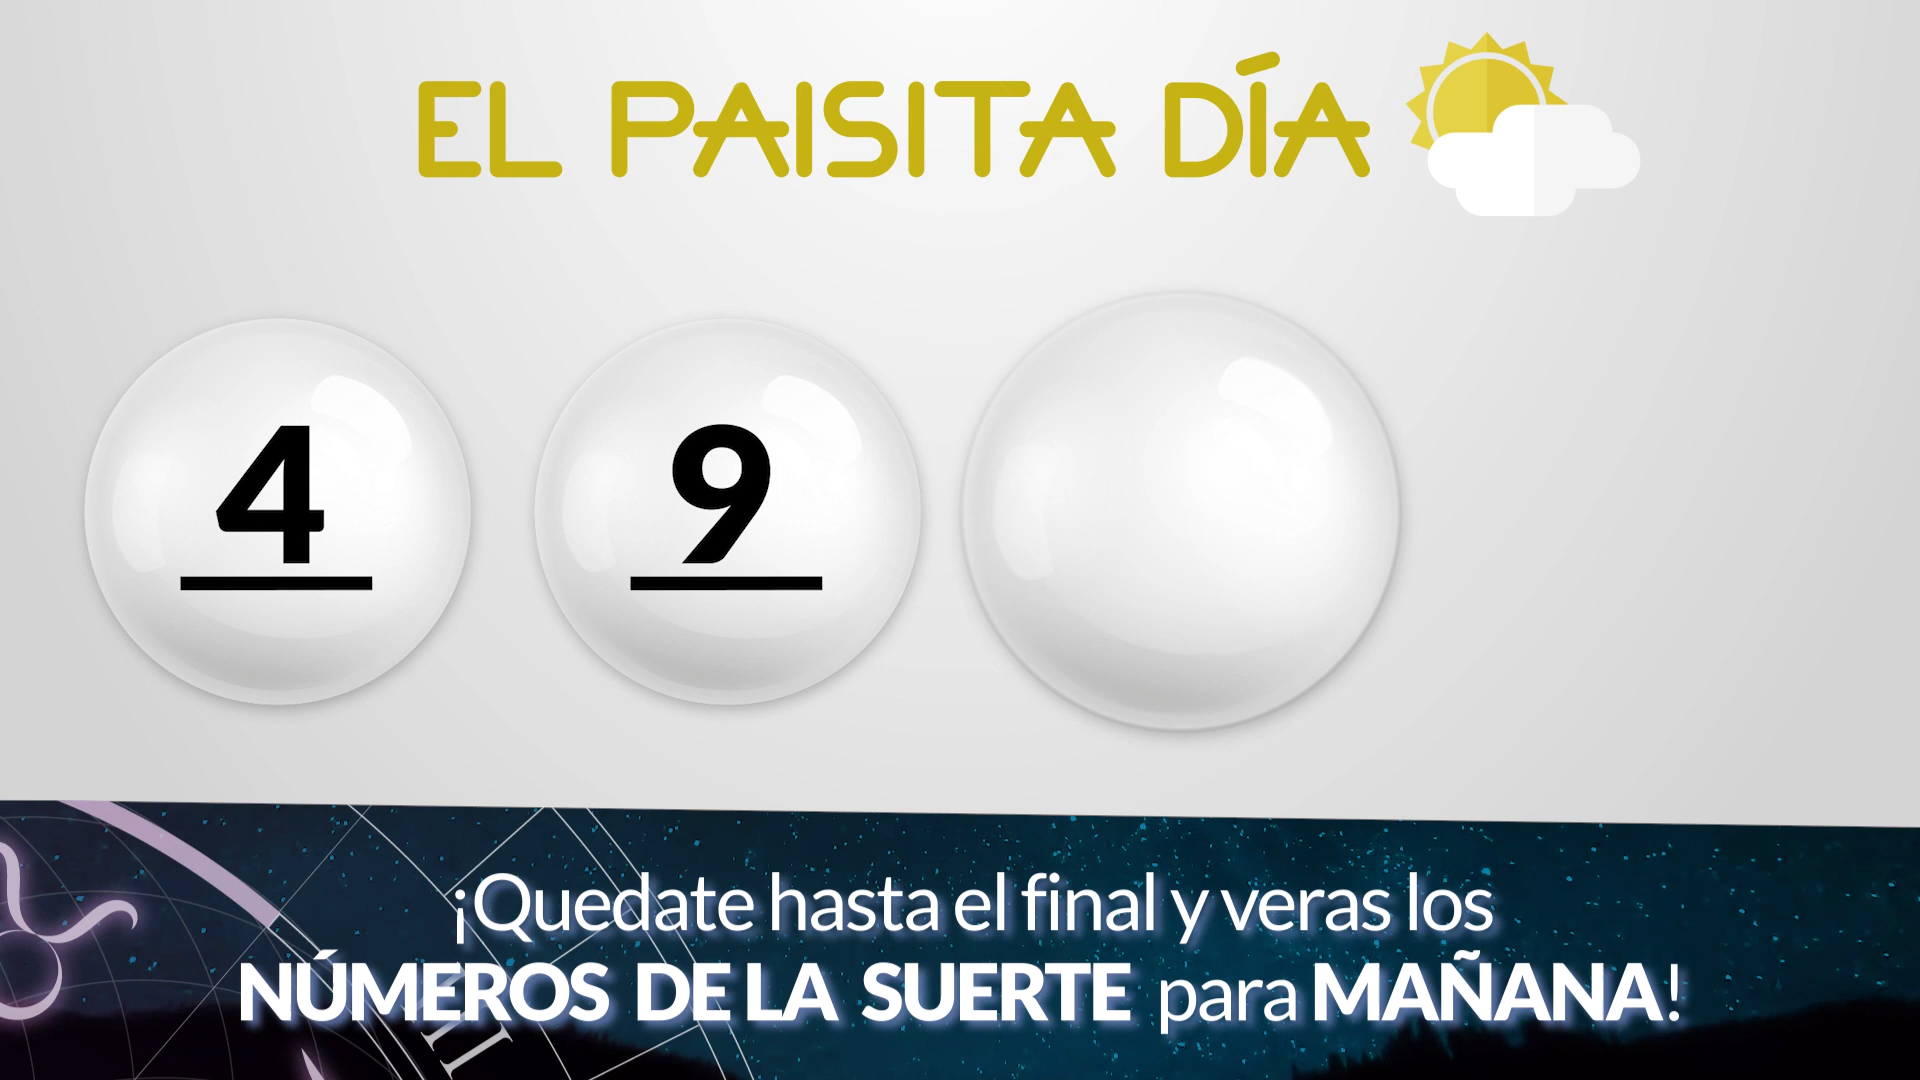 EL PAISITA DÍA
4 9
¡Quedate hasta el final y veras los
NÚMEROS DE LA SUERTE para MAÑANA!